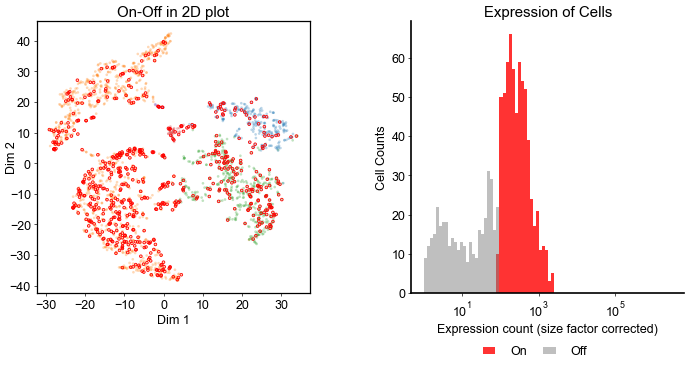 On-Off in 2D plot
Dim 2
40
30
20
10
0
−10
−20
−30
−40
−30 −20 −10 0 10 20 30
Dim 1
Expression of Cells
Cell Counts
60
50
40
30
20
10
0
10^1 10^3 10^5
Expression count (size factor corrected)
On Off